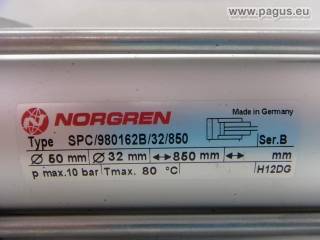 www.pagus.eu
NORGREN
Made in Germany
Type SPC/980162B/32/850 Ser.B
Ø 50 mm Ø 32 mm ↔ 850 mm ↔ mm
p max.10 bar Tmax. 80 °C H12DG